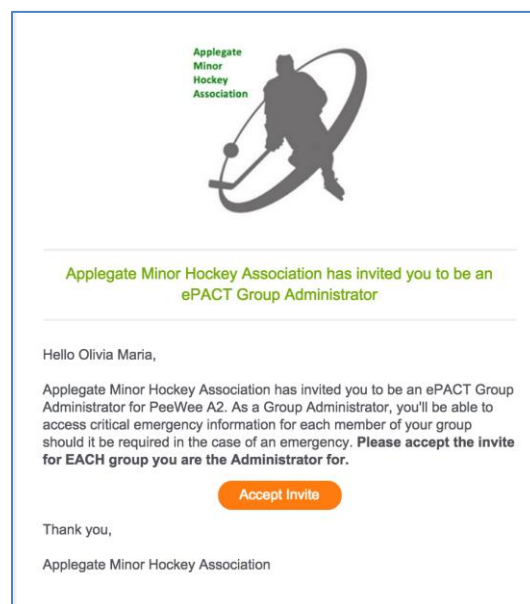 Applegate
Minor
Hockey
Association
Applegate Minor Hockey Association has invited you to be an
ePACT Group Administrator
Hello Olivia Maria,
Applegate Minor Hockey Association has invited you to be an ePACT Group
Administrator for PeeWee A2. As a Group Administrator, you'll be able to
access critical emergency information for each member of your group
should it be required in the case of an emergency. Please accept the invite
for EACH group you are the Administrator for.
Accept Invite
Thank you,
Applegate Minor Hockey Association